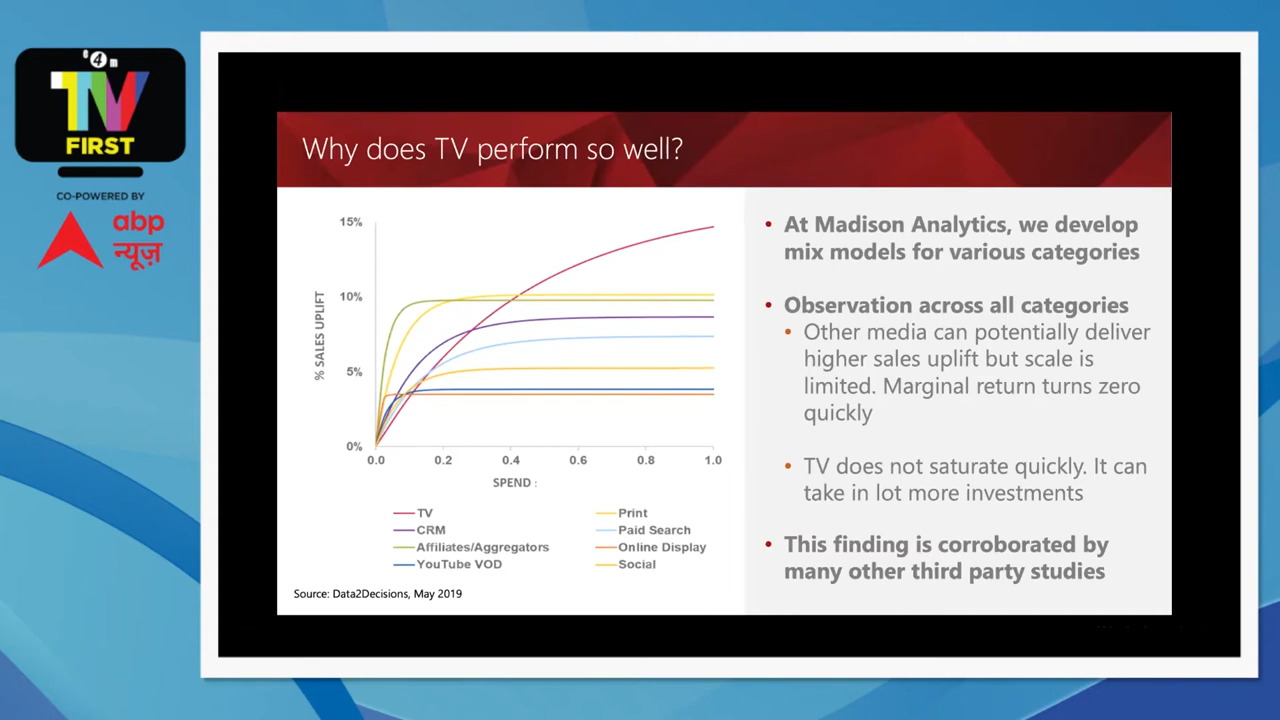 e4m
TV
FIRST
CO-POWERED BY
abp
न्यूज़
Why does TV perform so well?
15%
10%
5%
0%
% SALES UPLIFT
0.0 0.2 0.4 0.6 0.8 1.0
SPEND :
TV
Print
CRM
Paid Search
Affiliates/Aggregators
Online Display
YouTube VOD
Social
Source: Data2Decisions, May 2019
• At Madison Analytics, we develop
mix models for various categories
• Observation across all categories
• Other media can potentially deliver
higher sales uplift but scale is
limited. Marginal return turns zero
quickly
• TV does not saturate quickly. It can
take in lot more investments
• This finding is corroborated by
many other third party studies